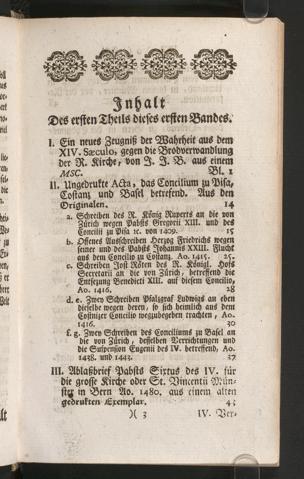 Inhalt
Des ersten Theils dieses ersten Bandes.
I. Ein neues Zeugniß der Wahrheit aus dem
XIV. Sæculo, gegen die Brodverwandlung
der R. Kirche, von J. J. B. aus einem
MSC. Bl. 1
II. Ungedrukte Acta, das Concilium zu Pisa,
Costanz und Basel betrefend. Aus den
Originalen. 14
a. Schreiben des R. König Ruperts an die von
Zürich wegen Pabsts Gregorii XIII. und des
Concilii zu Pisa ic. von 1409. 15
b. Offenes Ausschreiben Herzog Friedrichs wegen
seiner und des Pabsts Johannis XXIII. Flucht
aus dem Concilio zu Costanz. Ao. 1415. 25.
c. Schreiben Jost Rôten des R. Königl. Hofs
Secretarii an die von Zürich, betreffend die
Entsezung Benedicti XIII. auf diesem Concilio,
Ao. 1416. 28
d. e. Zwey Schreiben Pfalzgraf Ludwigs an eben
dieselbe wegen deren, so sich heimlich aus dem
Costnizer Concilio wegzubegeben trachten, Ao.
1416. 30
f. g. Zwey Schreiben des Conciliums zu Basel an
die von Zürich, desselben Verrichtungen und
die Suspension Eugenii des IV. betreffend, Ao.
1438. und 1443. 37
III. Ablaßbrief Pabsts Sixtus des IV. für
die grosse Kirche oder St. Vincentii Mün-
ster in Bern Ao. 1480. aus einem alten
gedrukten Exemplar. 43
)( 3 IV. Ver-